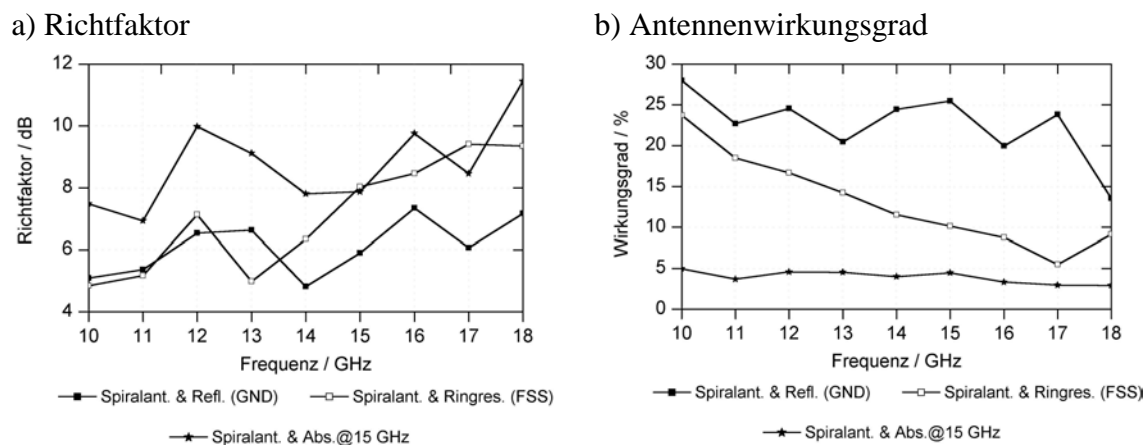 a) Richtfaktor
b) Antennenwirkungsgrad
12
10
8
6
4
Richtfaktor / dB
10 11 12 13 14 15 16 17 18
Frequenz / GHz
Spiralant. & Refl. (GND) Spiralant. & Ringres. (FSS)
Spiralant. & Abs.@15 GHz
30
25
20
15
10
5
0
Wirkungsgrad / %
10 11 12 13 14 15 16 17 18
Frequenz / GHz
Spiralant. & Refl. (GND) Spiralant. & Ringres. (FSS)
Spiralant. & Abs.@15 GHz